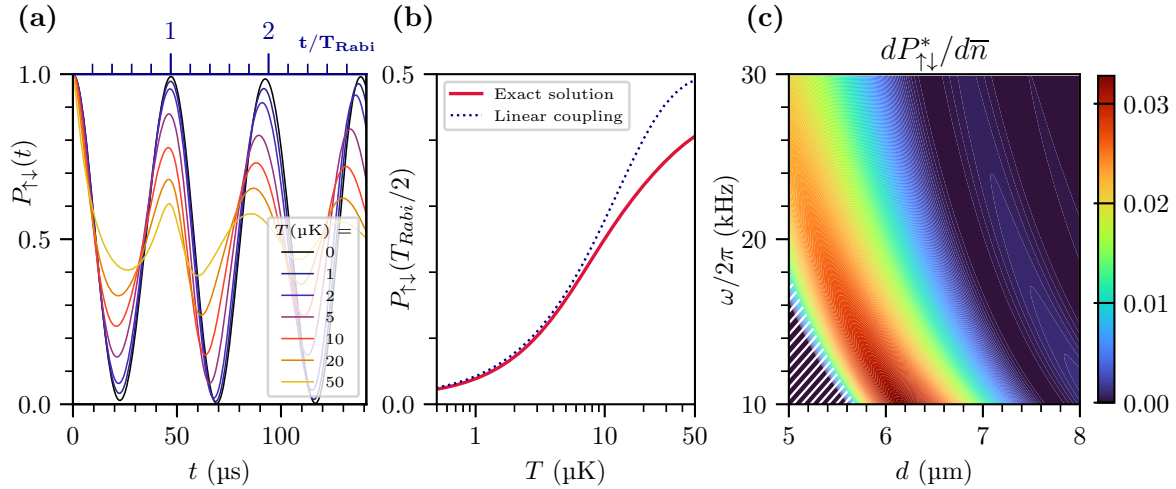 (a)
1 2 t/T_Rabi
1.0
0.5
0.0
P↑↓(t)
0 50 100
t (µs)
T(µK) =
0
1
2
5
10
20
50
(b)
0.5
0.0
P↑↓(T_Rabi/2)
Exact solution
Linear coupling
1 10 50
T (µK)
(c)
dP*↑↓/dn̅
30
20
10
ω/2π (kHz)
5 6 7 8
d (µm)
0.03
0.02
0.01
0.00